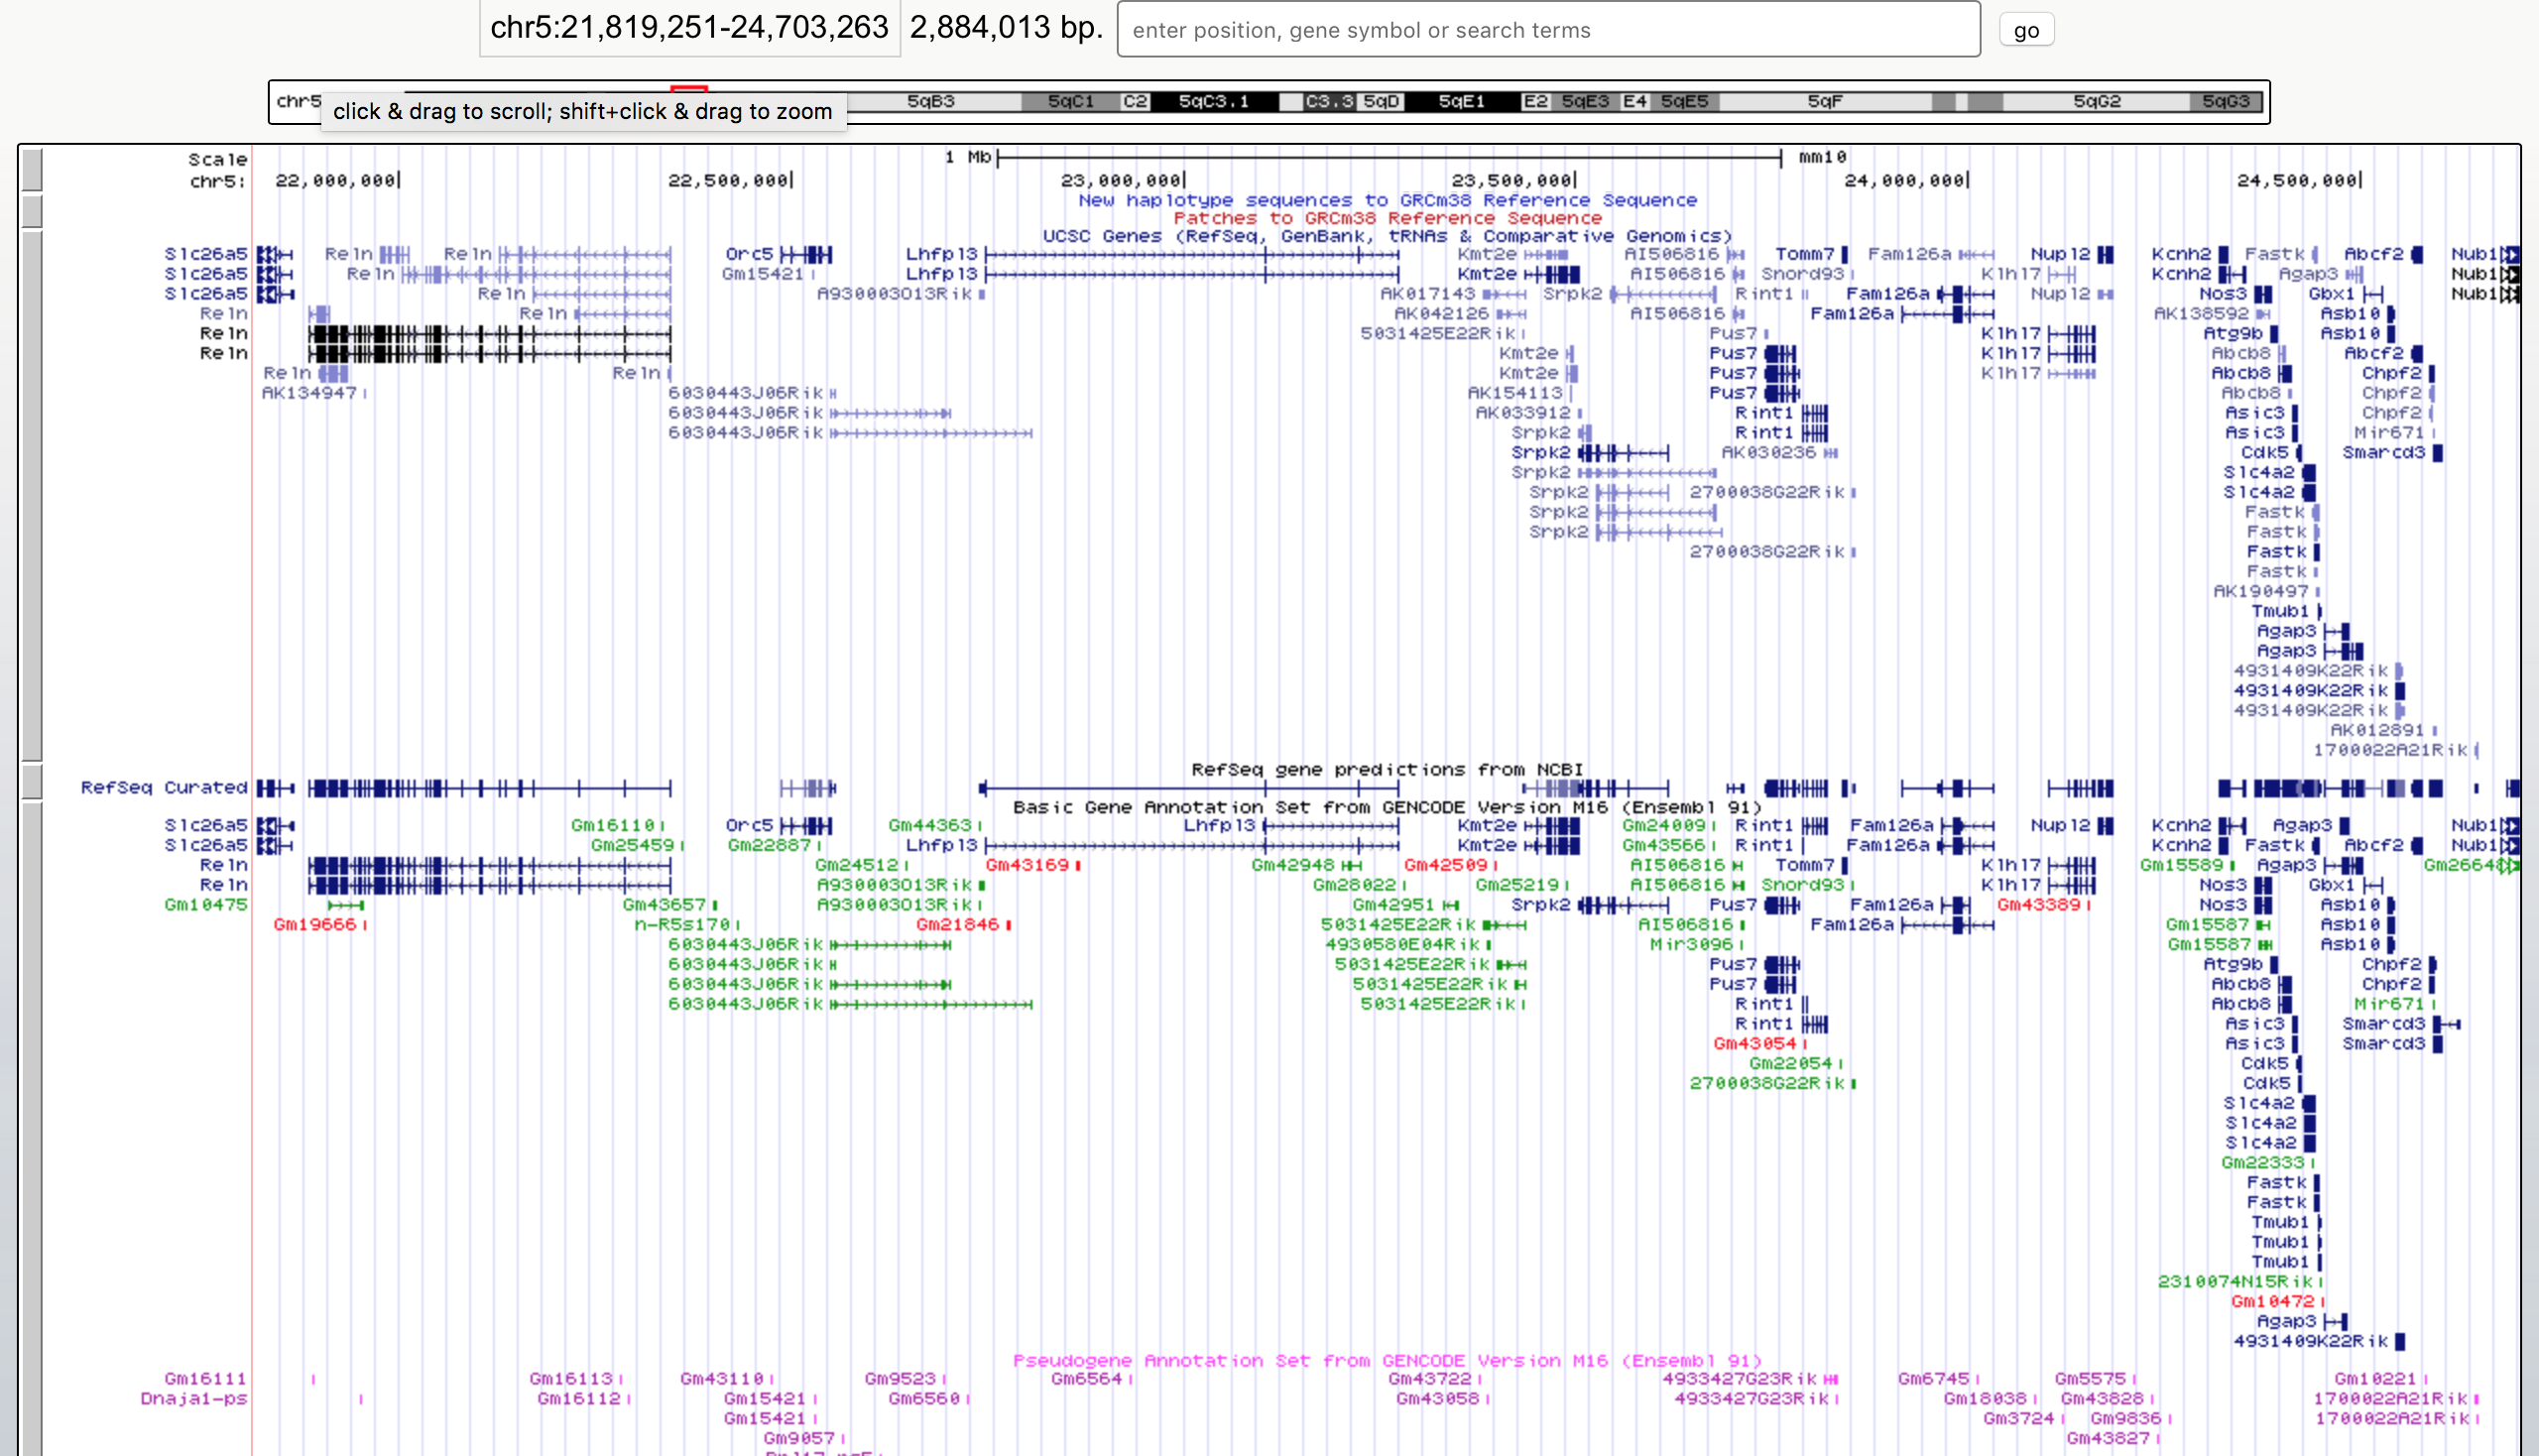 chr5:21,819,251-24,703,263 2,884,013 bp. enter position, gene symbol or search terms go
chr5 5qB3 5qC1 C2 5qC3.1 C3.3 5qD 5qE1 E2 5qE3 E4 5qE5 5qF 5qG2 5qG3
click & drag to scroll; shift+click & drag to zoom
Scale 1 Mb mm10
chr5: 22,000,000 22,500,000 23,000,000 23,500,000 24,000,000 24,500,000
New haplotype sequences to GRCm38 Reference Sequence
Patches to GRCm38 Reference Sequence
UCSC Genes (RefSeq, GenBank, tRNAs & Comparative Genomics)
Slc26a5 Reln Reln Orc5 Lhfpl3 Kmt2e AI506816 Tomm7 Fam126a Nupl2 Kcnh2 Fastk Abcf2 Nub1
Slc26a5 Reln Gm15421 Lhfpl3 Kmt2e AI506816 Snord93 Klhl7 Kcnh2 Agap3 Nub1
Slc26a5 Reln A930003O13Rik AK017143 Srpk2 Rint1 Fam126a Nupl2 Nos3 Gbx1 Nub1
Reln Reln AK042126 AI506816 Fam126a AK138592 Asb10
Reln 5031425E22Rik Pus7 Klhl7 Atg9b Asb10
Reln Kmt2e Pus7 Klhl7 Abcb8 Abcf2
Reln Reln Kmt2e Pus7 Klhl7 Abcb8 Chpf2
AK134947 6030443J06Rik AK154113 Pus7 Abcb8 Chpf2
6030443J06Rik AK033912 Rint1 Asic3 Chpf2
6030443J06Rik Srpk2 Rint1 Asic3 Mir671
Srpk2 AK030236 Cdk5 Smarcd3
Srpk2 Slc4a2
Srpk2 2700038G22Rik Slc4a2
Srpk2 Fastk
Srpk2 Fastk
2700038G22Rik Fastk
Fastk
AK190497
Tmub1
Agap3
Agap3
4931409K22Rik
4931409K22Rik
4931409K22Rik
AK012891
1700022A21Rik
RefSeq gene predictions from NCBI
RefSeq Curated
Basic Gene Annotation Set from GENCODE Version M16 (Ensembl 91)
Slc26a5 Gm16110 Orc5 Gm44363 Lhfpl3 Kmt2e Gm24009 Rint1 Fam126a Nupl2 Kcnh2 Agap3 Nub1
Slc26a5 Gm25459 Gm22887 Lhfpl3 Kmt2e Gm43566 Rint1 Fam126a Kcnh2 Fastk Abcf2 Nub1
Reln Gm24512 Gm43169 Gm42948 Gm42509 AI506816 Tomm7 Klhl7 Gm15589 Agap3 Gm2664
Reln A930003O13Rik Gm28022 Gm25219 AI506816 Snord93 Klhl7 Nos3 Gbx1
Gm10475 Gm43657 A930003O13Rik Gm42951 Srpk2 Pus7 Fam126a Gm43389 Nos3 Asb10
Gm19666 n-R5s170 Gm21846 5031425E22Rik AI506816 Fam126a Gm15587 Asb10
6030443J06Rik 4930580E04Rik Mir3096 Gm15587 Asb10
6030443J06Rik 5031425E22Rik Pus7 Atg9b Chpf2
6030443J06Rik 5031425E22Rik Pus7 Abcb8 Chpf2
6030443J06Rik 5031425E22Rik Rint1 Abcb8 Mir671
Rint1 Asic3 Smarcd3
Gm43054 Asic3 Smarcd3
Gm22054 Cdk5
2700038G22Rik Cdk5
Slc4a2
Slc4a2
Slc4a2
Gm22333
Fastk
Fastk
Tmub1
Tmub1
Tmub1
2310074N15Rik
Gm10472
Agap3
4931409K22Rik
Pseudogene Annotation Set from GENCODE Version M16 (Ensembl 91)
Gm16111 Gm16113 Gm43110 Gm9523 Gm6564 Gm43722 4933427G23Rik Gm6745 Gm5575 Gm10221
Dnaja1-ps Gm16112 Gm15421 Gm6560 Gm43058 4933427G23Rik Gm18038 Gm43828 1700022A21Rik
Gm15421 Gm3724 Gm9836 1700022A21Rik
Gm9057 Gm43827